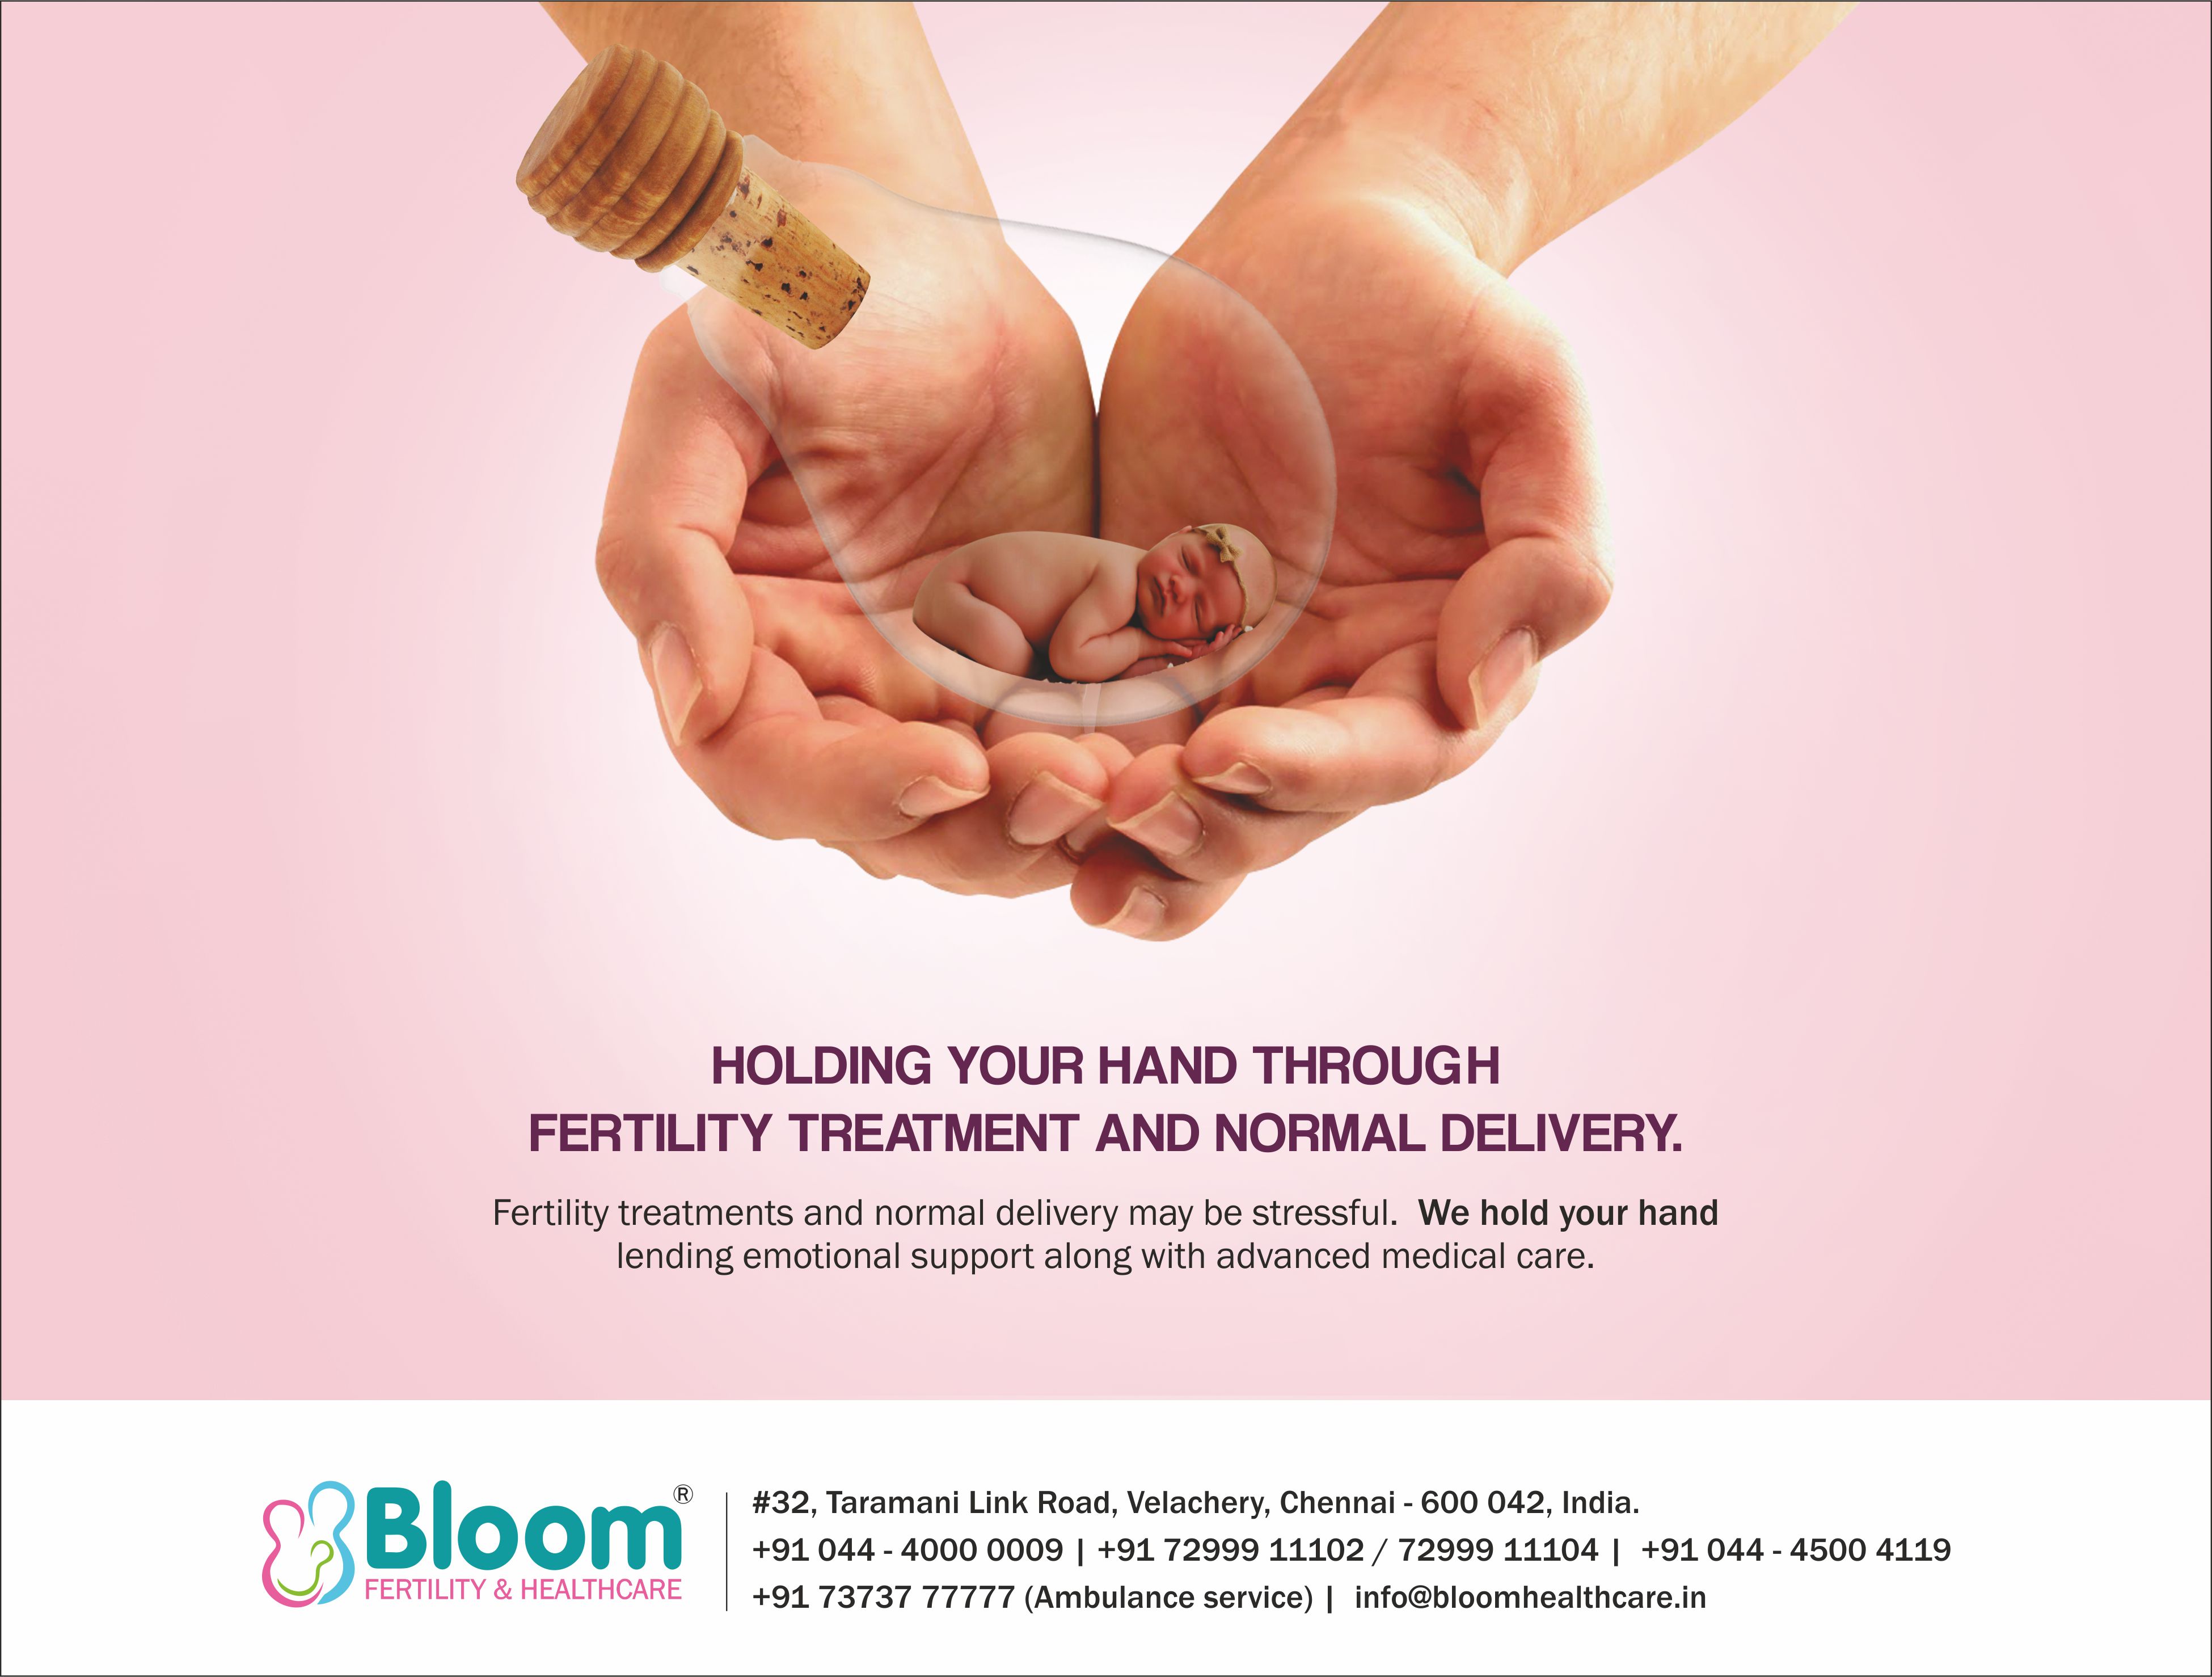 HOLDING YOUR HAND THROUGH
FERTILITY TREATMENT AND NORMAL DELIVERY.
Fertility treatments and normal delivery may be stressful. We hold your hand
lending emotional support along with advanced medical care.
Bloom®
FERTILITY & HEALTHCARE
#32, Taramani Link Road, Velachery, Chennai - 600 042, India.
+91 044 - 4000 0009 | +91 72999 11102 / 72999 11104 | +91 044 - 4500 4119
+91 73737 77777 (Ambulance service) | info@bloomhealthcare.in